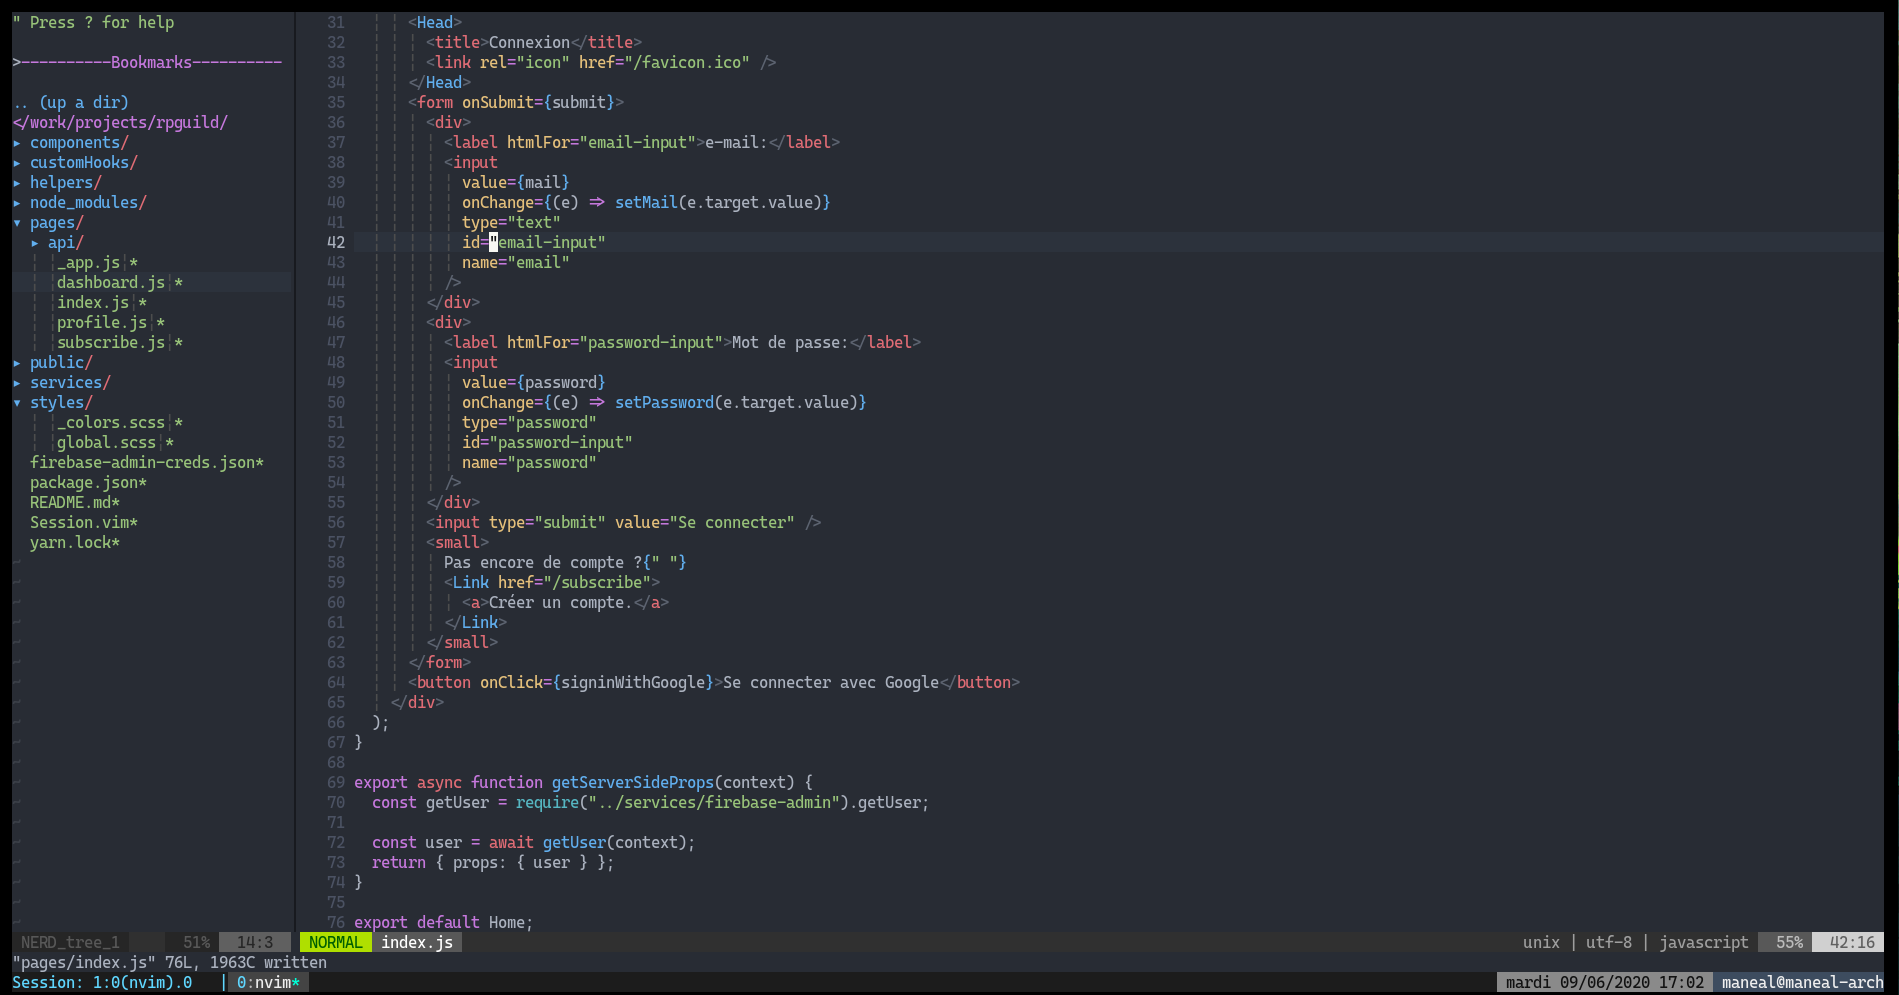 " Press ? for help
>----------Bookmarks----------
.. (up a dir)
</work/projects/rpguild/
▸ components/
▸ customHooks/
▸ helpers/
▸ node_modules/
▾ pages/
▸ api/
_app.js*
dashboard.js*
index.js*
profile.js*
subscribe.js*
▸ public/
▸ services/
▾ styles/
_colors.scss*
global.scss*
firebase-admin-creds.json*
package.json*
README.md*
Session.vim*
yarn.lock*
31 <Head>
32 <title>Connexion</title>
33 <link rel="icon" href="/favicon.ico" />
34 </Head>
35 <form onSubmit={submit}>
36 <div>
37 <label htmlFor="email-input">e-mail:</label>
38 <input
39 value={mail}
40 onChange={(e) => setMail(e.target.value)}
41 type="text"
42 id="email-input"
43 name="email"
44 />
45 </div>
46 <div>
47 <label htmlFor="password-input">Mot de passe:</label>
48 <input
49 value={password}
50 onChange={(e) => setPassword(e.target.value)}
51 type="password"
52 id="password-input"
53 name="password"
54 />
55 </div>
56 <input type="submit" value="Se connecter" />
57 <small>
58 Pas encore de compte ?{" "}
59 <Link href="/subscribe">
60 <a>Créer un compte.</a>
61 </Link>
62 </small>
63 </form>
64 <button onClick={signinWithGoogle}>Se connecter avec Google</button>
65 </div>
66 );
67 }
68
69 export async function getServerSideProps(context) {
70 const getUser = require("../services/firebase-admin").getUser;
71
72 const user = await getUser(context);
73 return { props: { user } };
74 }
75
76 export default Home;
NERD_tree_1 51% 14:3 NORMAL index.js unix | utf-8 | javascript 55% 42:16
"pages/index.js" 76L, 1963C written
Session: 1:0(nvim).0 | 0:nvim* mardi 09/06/2020 17:02 maneal@maneal-arch